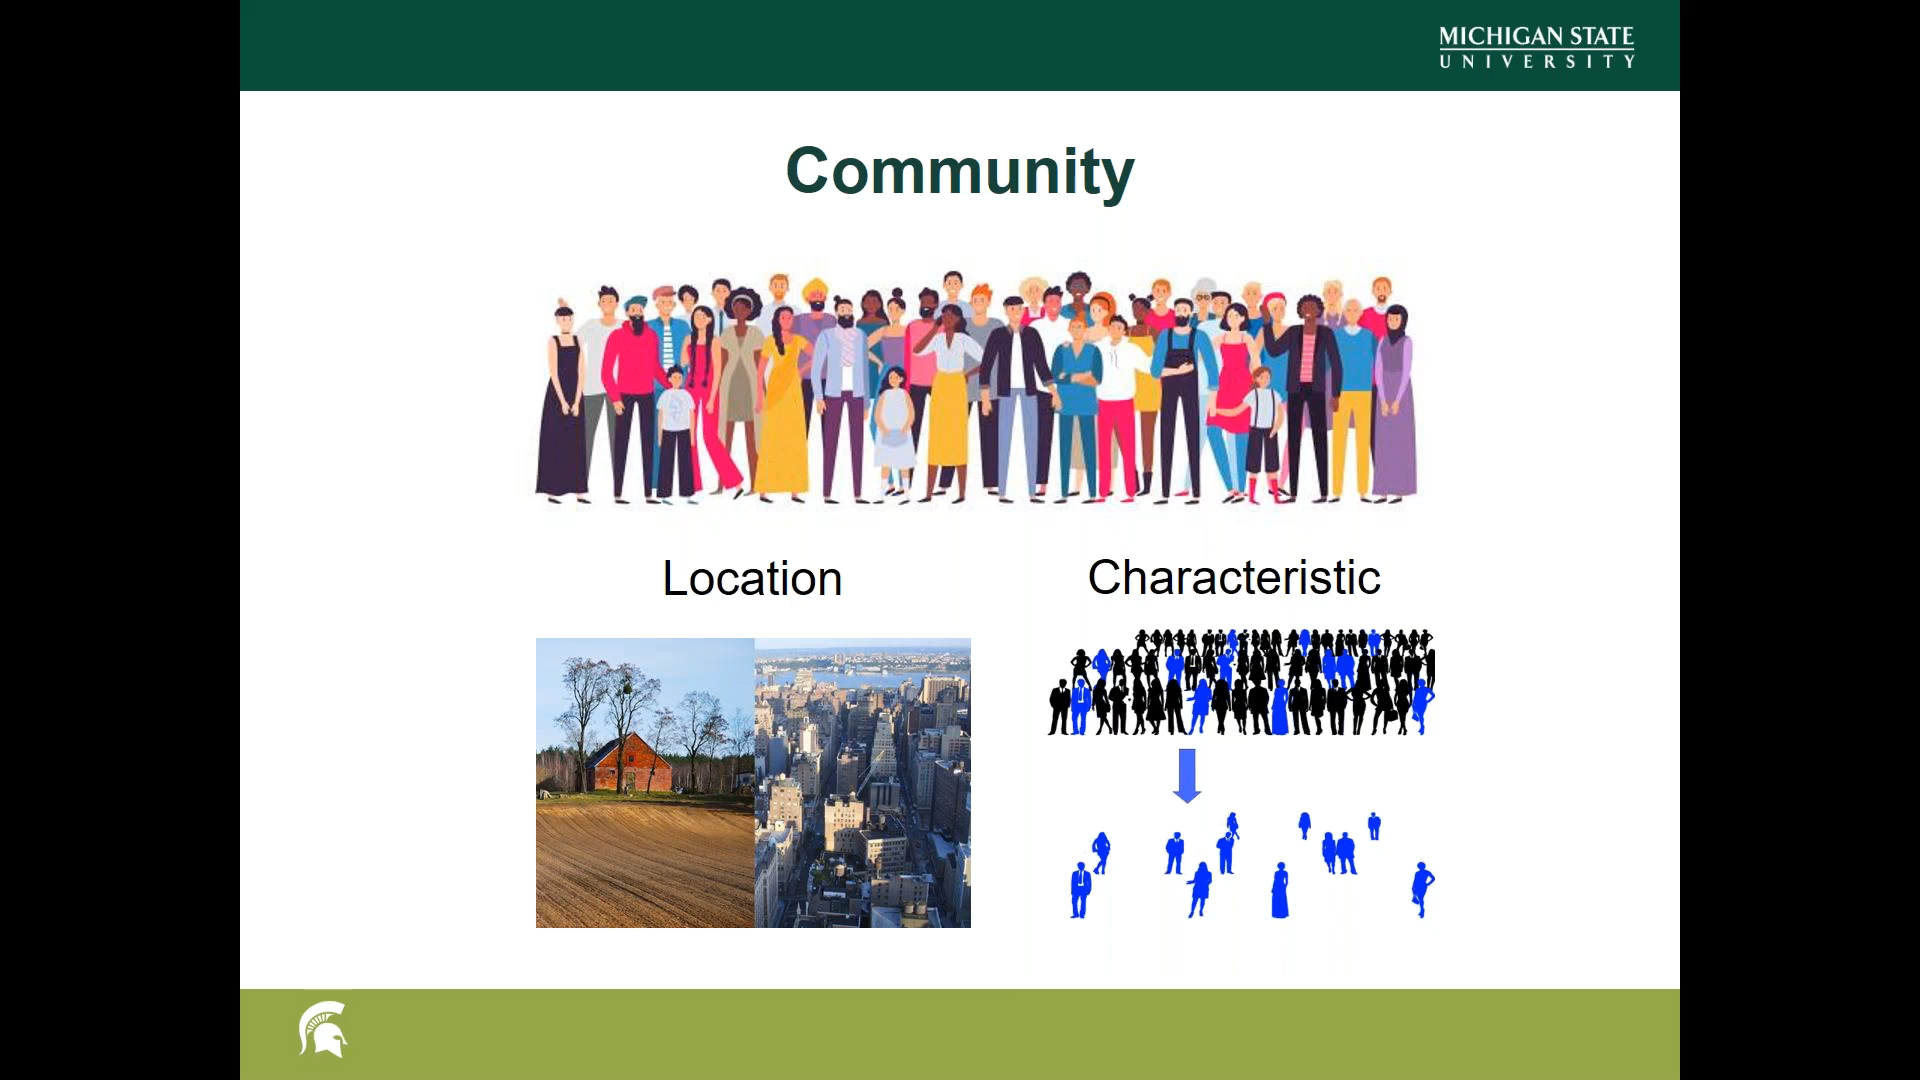 MICHIGAN STATE
UNIVERSITY
Community
Location
Characteristic